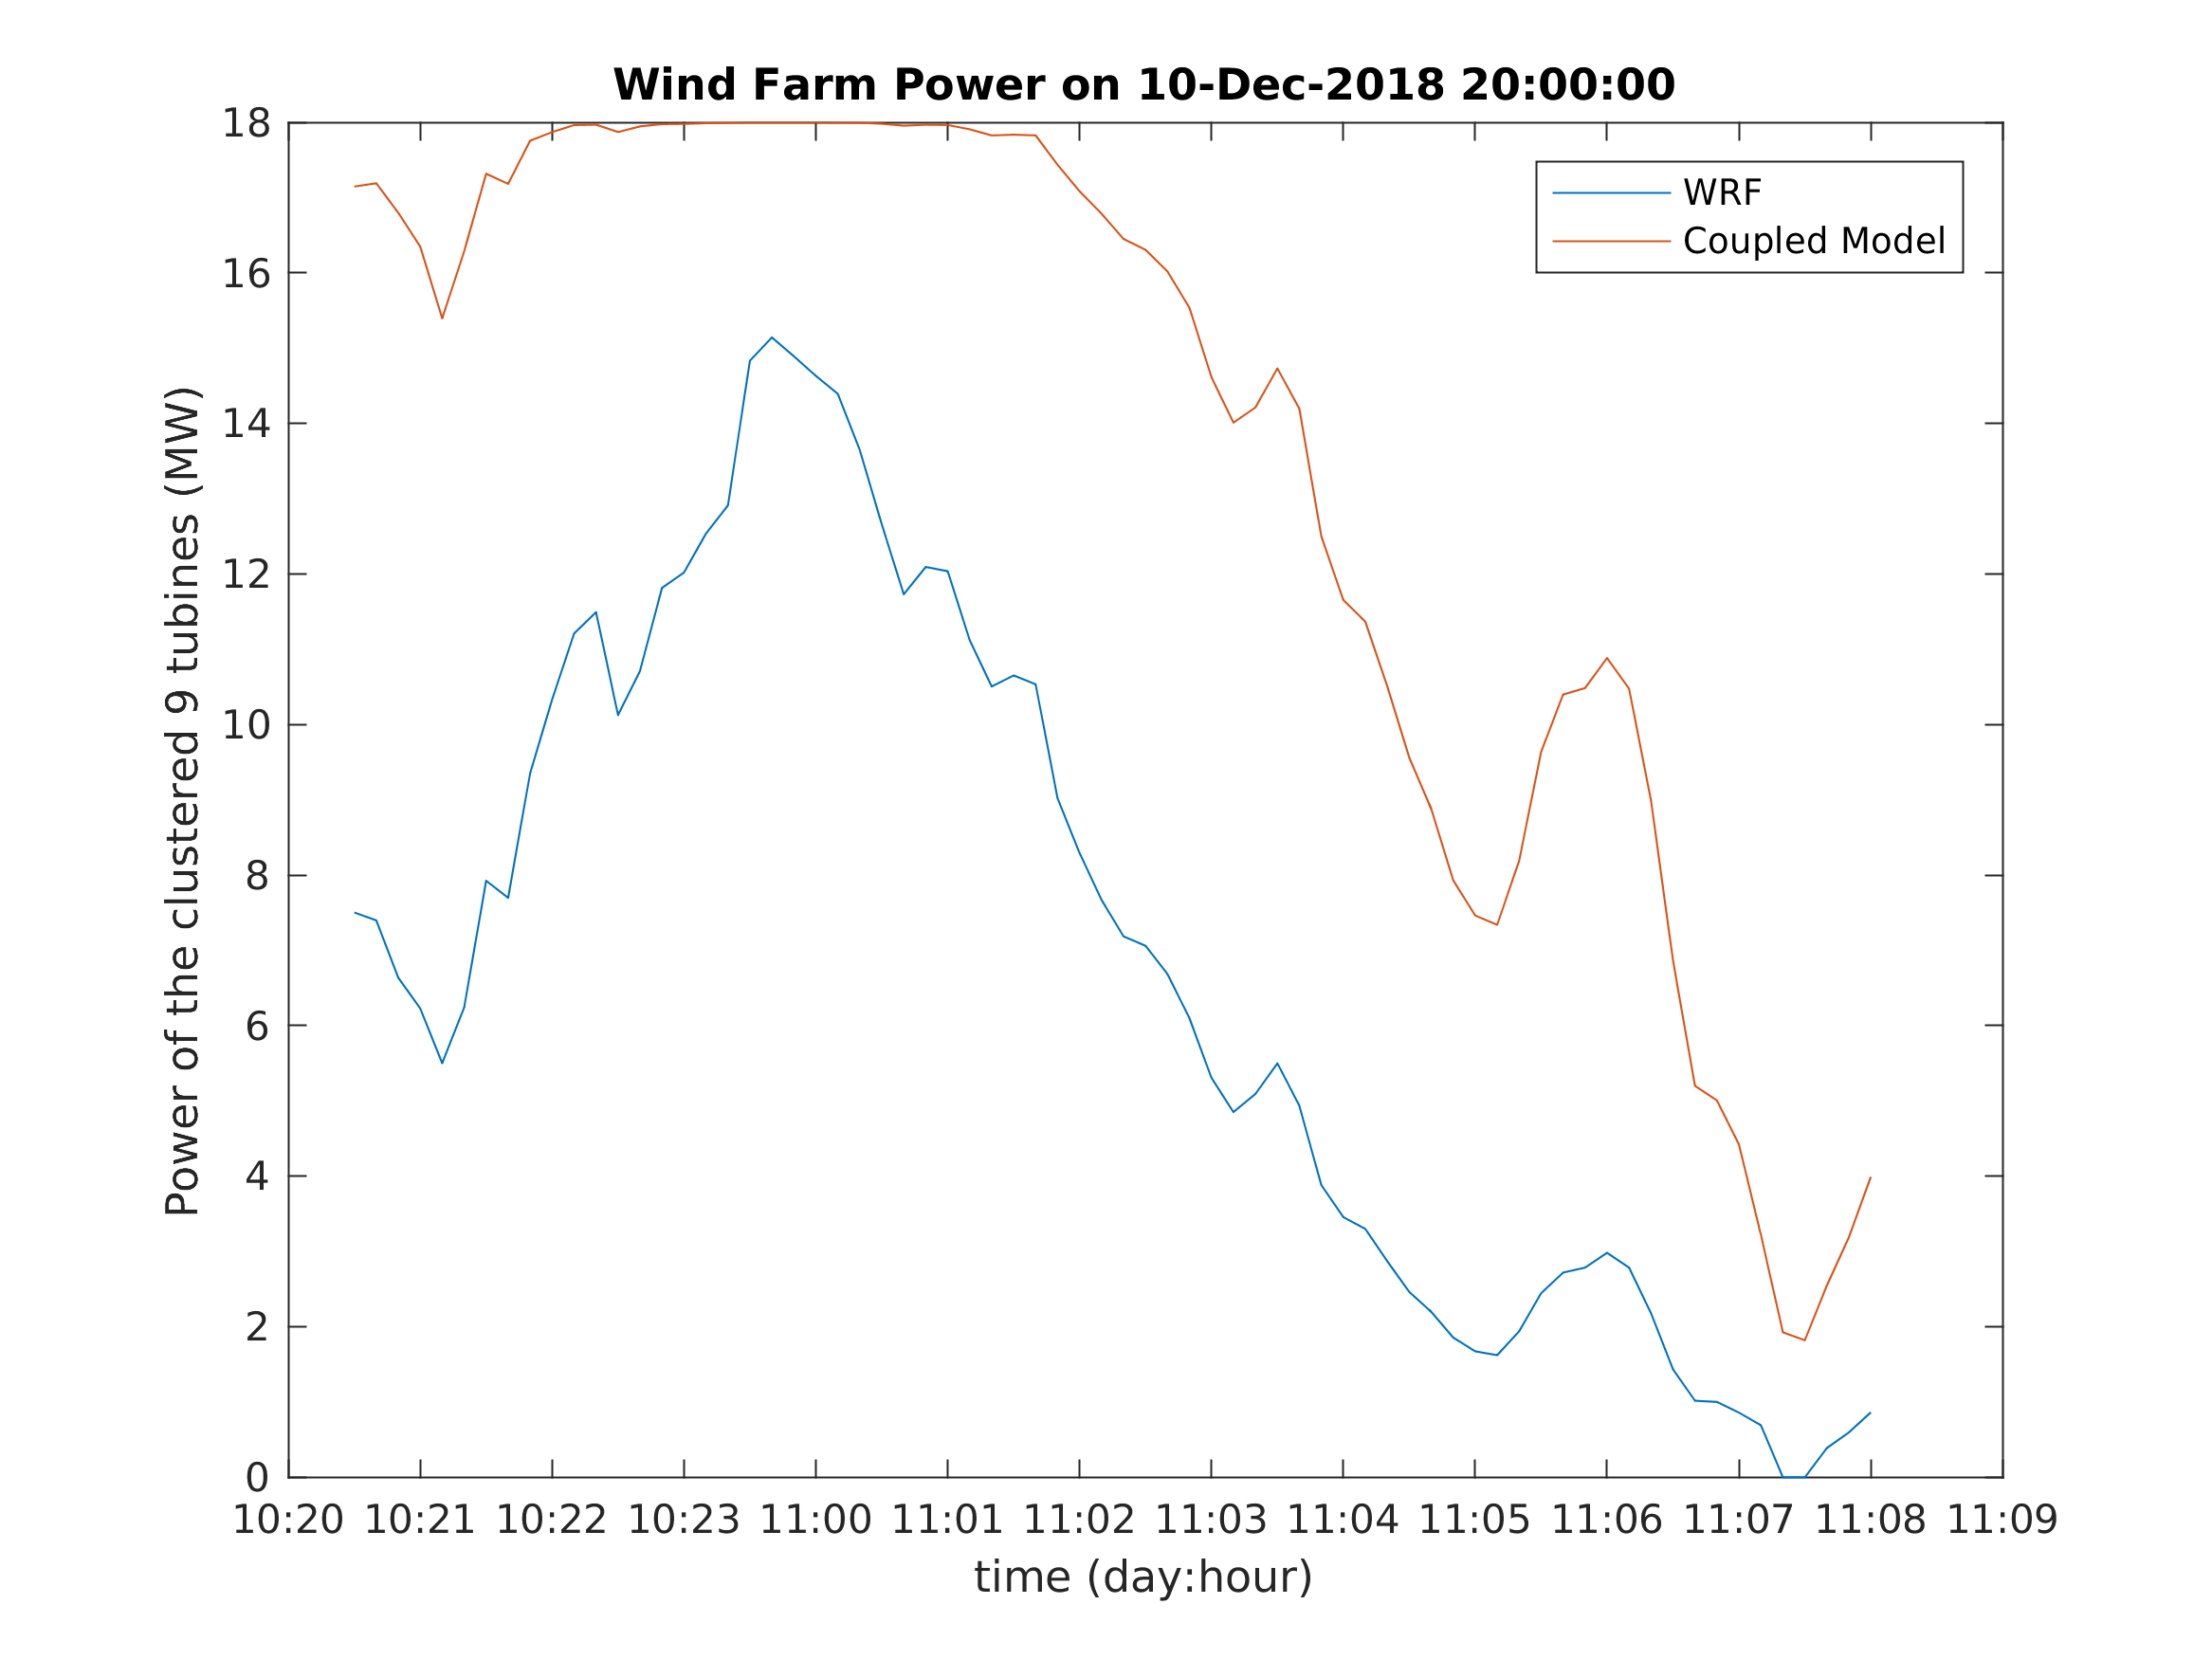 Wind Farm Power on 10-Dec-2018 20:00:00
18
16
14
12
10
8
6
4
2
0
Power of the clustered 9 tubines (MW)
WRF
Coupled Model
10:20 10:21 10:22 10:23 11:00 11:01 11:02 11:03 11:04 11:05 11:06 11:07 11:08 11:09
time (day:hour)